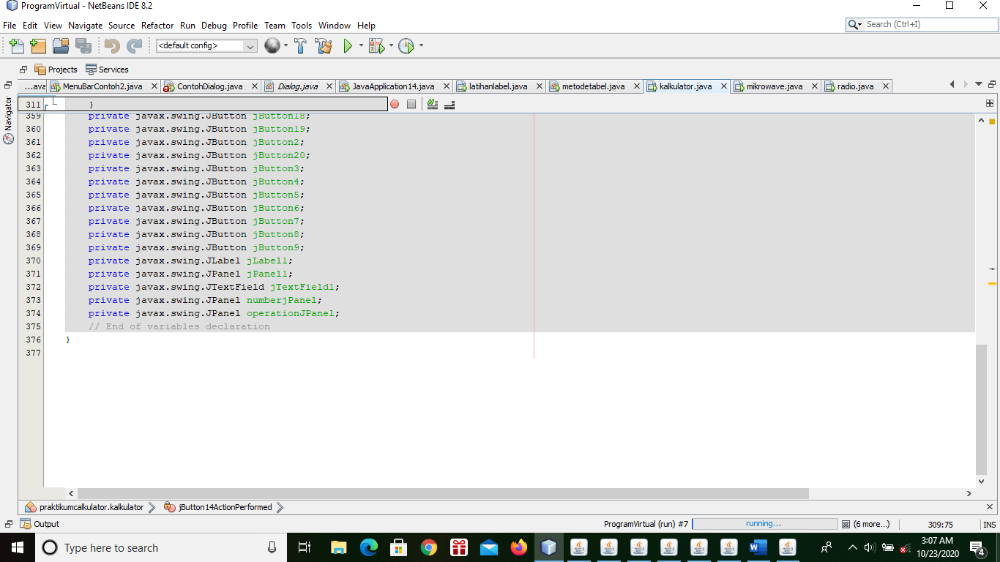 ProgramVirtual - NetBeans IDE 8.2
File Edit View Navigate Source Refactor Run Debug Profile Team Tools Window Help
Search (Ctrl+I)
<default config>
Projects Services
...ava MenuBarContoh2.java ContohDialog.java Dialog.java JavaApplication14.java latihanlabel.java metodetabel.java kalkulator.java mikrowave.java radio.java
Navigator
311 }
359 private javax.swing.JButton jButton18;
360 private javax.swing.JButton jButton19;
361 private javax.swing.JButton jButton2;
362 private javax.swing.JButton jButton20;
363 private javax.swing.JButton jButton3;
364 private javax.swing.JButton jButton4;
365 private javax.swing.JButton jButton5;
366 private javax.swing.JButton jButton6;
367 private javax.swing.JButton jButton7;
368 private javax.swing.JButton jButton8;
369 private javax.swing.JButton jButton9;
370 private javax.swing.JLabel jLabel1;
371 private javax.swing.JPanel jPanel1;
372 private javax.swing.JTextField jTextField1;
373 private javax.swing.JPanel numberjPanel;
374 private javax.swing.JPanel operationJPanel;
375 // End of variables declaration
376 }
377
praktikumcalkulator.kalkulator jButton14ActionPerformed
Output ProgramVirtual (run) #7 running... (6 more...) 309:75 INS
Type here to search
3:07 AM
10/23/2020
4